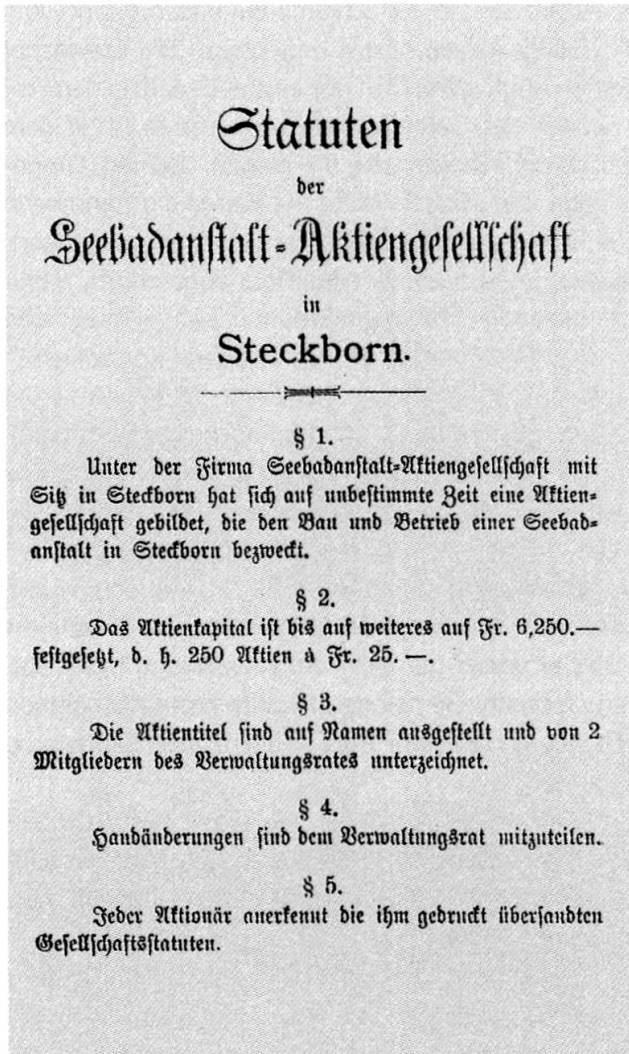 Statuten
der
Seebadanstalt-Aktiengesellschaft
in
Steckborn.
§ 1.
Unter der Firma Seebadanstalt-Aktiengesellschaft mit
Sitz in Steckborn hat sich auf unbestimmte Zeit eine Aktien-
gesellschaft gebildet, die den Bau und Betrieb einer Seebad-
anstalt in Steckborn bezweckt.
§ 2.
Das Aktienkapital ist bis auf weiteres auf Fr. 6,250.—
festgesetzt, d. h. 250 Aktien à Fr. 25.—.
§ 3.
Die Aktientitel sind auf Namen ausgestellt und von 2
Mitgliedern des Verwaltungsrates unterzeichnet.
§ 4.
Handänderungen sind dem Verwaltungsrat mitzuteilen.
§ 5.
Jeder Aktionär anerkennt die ihm gedruckt übersandten
Gesellschaftsstatuten.